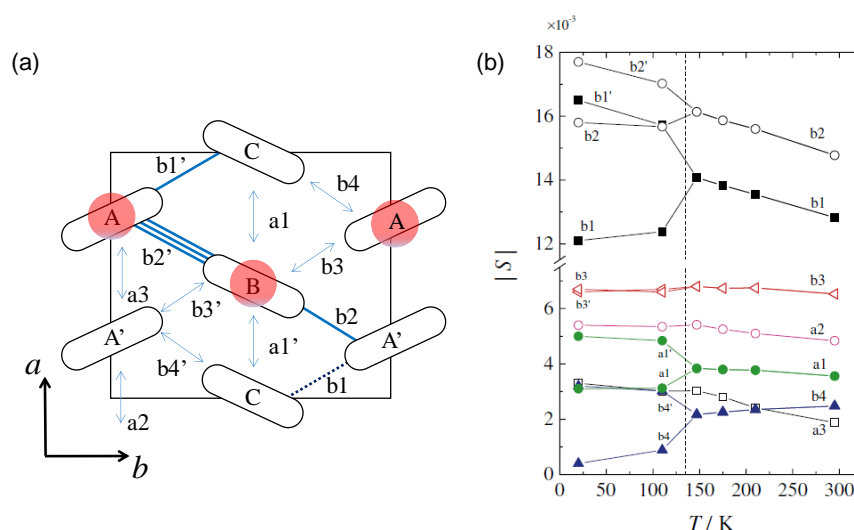 (a)
C
b1’
b4
A
a1
A
b2’
b3
B
a3
b3’
b2
A’
a1’
A’
b4’
C
b1
a2
a
b
(b)
×10⁻³
18
16
14
12
6
4
2
0
|S|
b2'
b1'
b2
b2
b1
b1
b3
b3'
b3
a2
a1'
a1
a1
b4'
b4
b4
a3
0 50 100 150 200 250 300
T / K